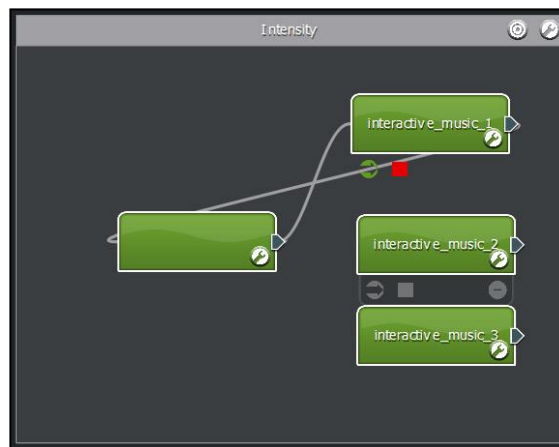 Intensity
interactive_music_1
interactive_music_2
interactive_music_3